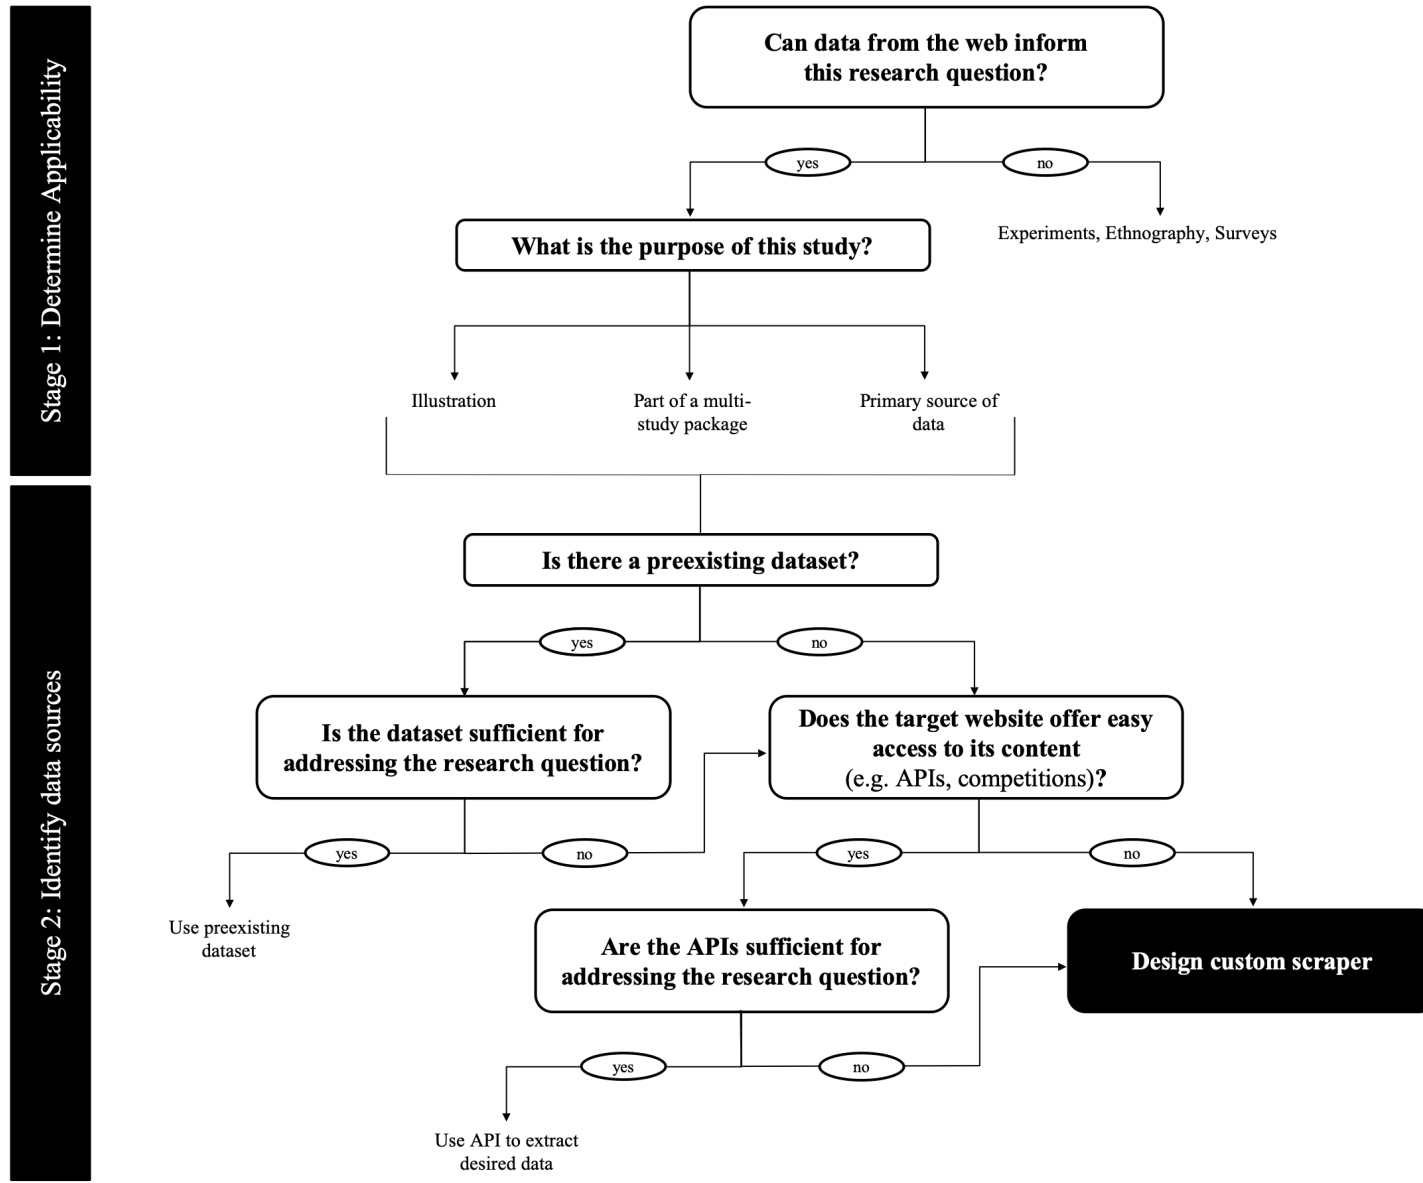 Stage 1: Determine Applicability
Can data from the web inform
this research question?
yes
no
Experiments, Ethnography, Surveys
What is the purpose of this study?
Illustration
Part of a multi-
study package
Primary source of
data
Stage 2: Identify data sources
Is there a preexisting dataset?
yes
no
Is the dataset sufficient for
addressing the research question?
Does the target website offer easy
access to its content
(e.g. APIs, competitions)?
yes
no
yes
no
Use preexisting
dataset
Are the APIs sufficient for
addressing the research question?
Design custom scraper
yes
no
Use API to extract
desired data